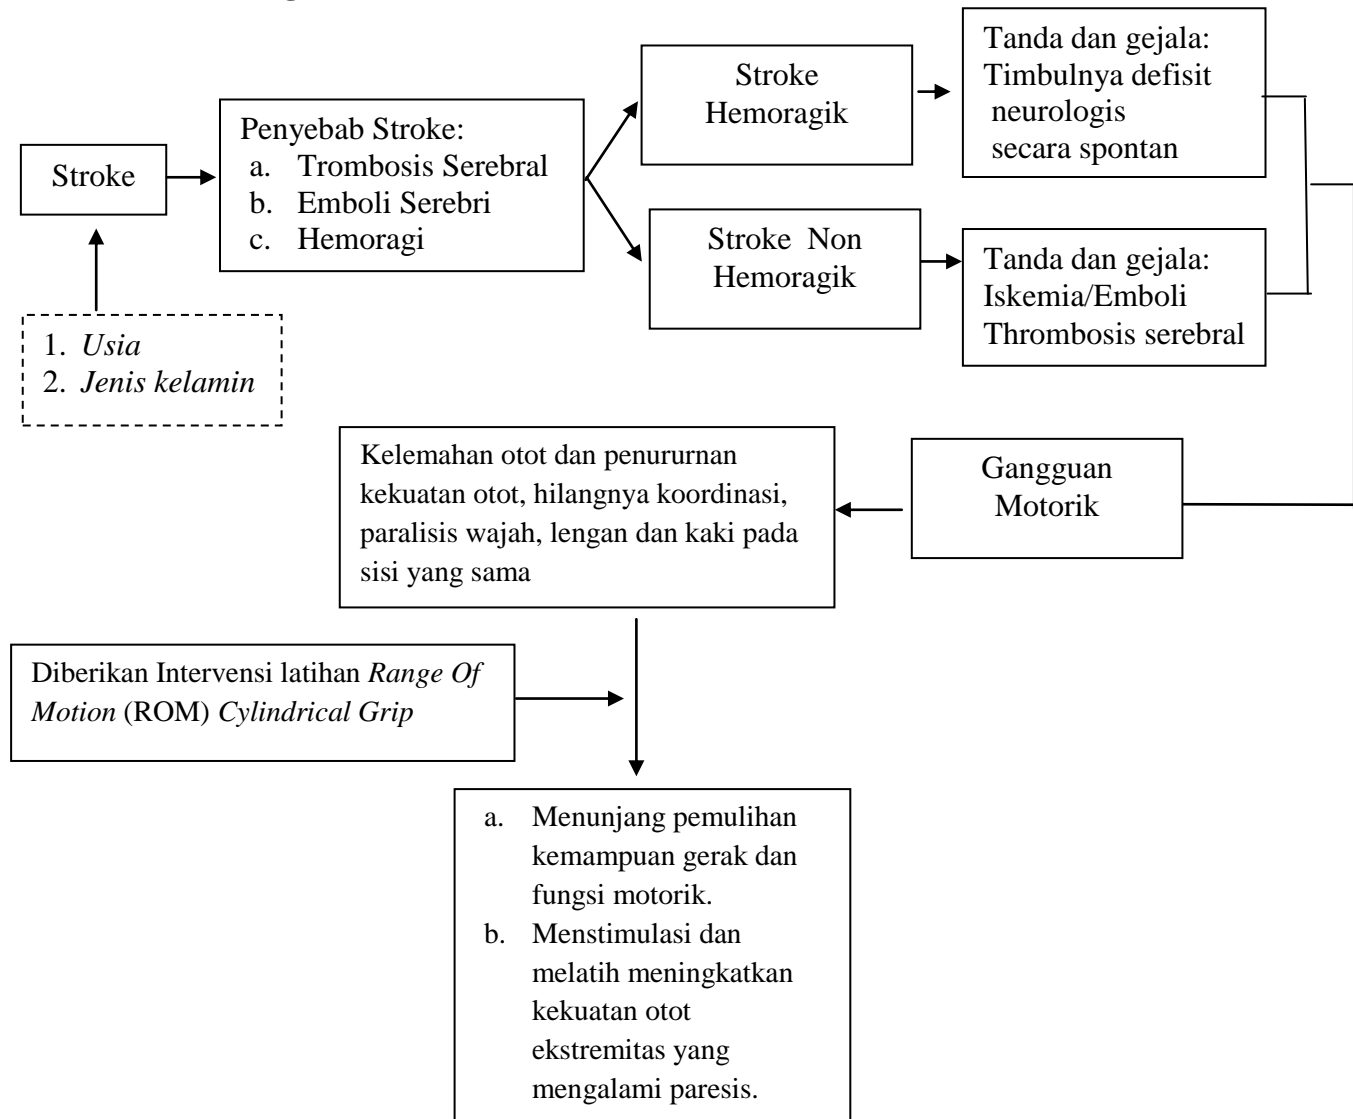 Stroke
Penyebab Stroke:
a. Trombosis Serebral
b. Emboli Serebri
c. Hemoragi
1. Usia
2. Jenis kelamin
Stroke
Hemoragik
Stroke Non
Hemoragik
Tanda dan gejala:
Timbulnya defisit
neurologis
secara spontan
Tanda dan gejala:
Iskemia/Emboli
Thrombosis serebral
Gangguan
Motorik
Kelemahan otot dan penururnan
kekuatan otot, hilangnya koordinasi,
paralisis wajah, lengan dan kaki pada
sisi yang sama
Diberikan Intervensi latihan Range Of
Motion (ROM) Cylindrical Grip
a. Menunjang pemulihan
kemampuan gerak dan
fungsi motorik.
b. Menstimulasi dan
melatih meningkatkan
kekuatan otot
ekstremitas yang
mengalami paresis.